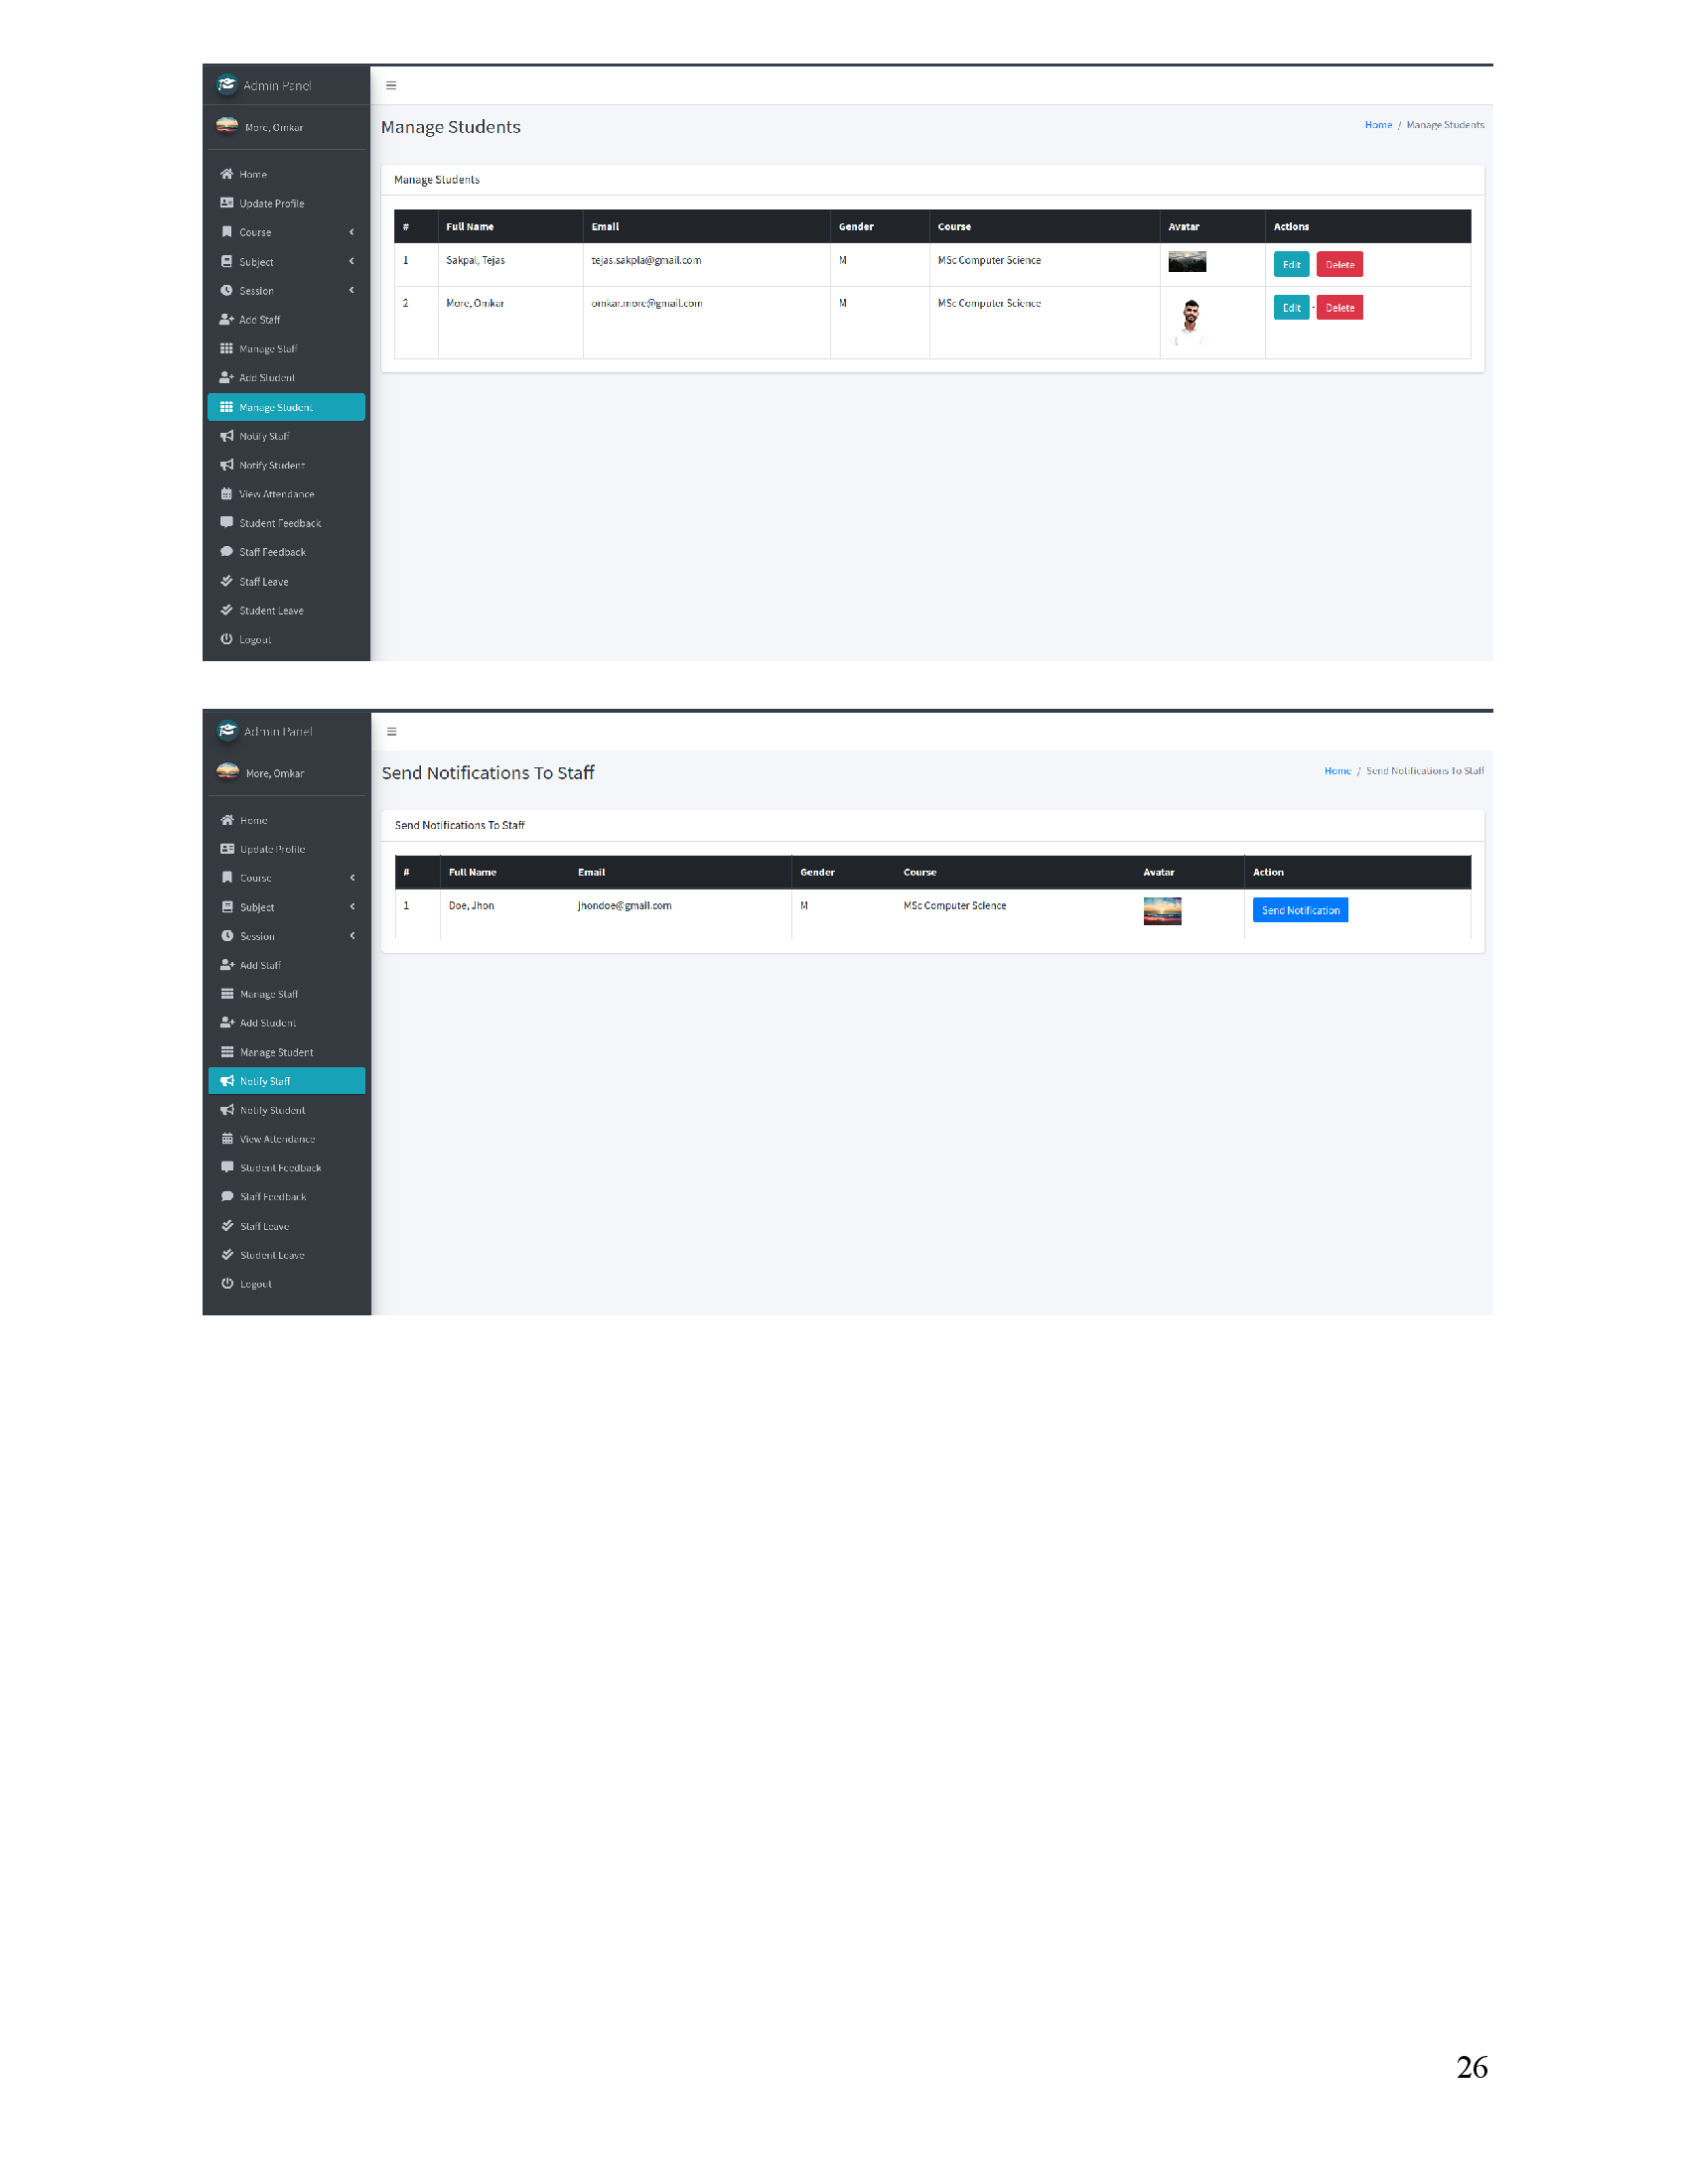 Admin Panel
More, Omkar
Home
Update Profile
Course
Subject
Session
Add Staff
Manage Staff
Add Student
Manage Student
Notify Staff
Notify Student
View Attendance
Student Feedback
Staff Feedback
Staff Leave
Student Leave
Logout
Manage Students
Home / Manage Students
Manage Students
# Full Name Email Gender Course Avatar Actions
1 Sakpal, Tejas tejas.sakpla@gmail.com M MSc Computer Science Edit Delete
2 More, Omkar omkar.more@gmail.com M MSc Computer Science Edit - Delete
Admin Panel
More, Omkar
Home
Update Profile
Course
Subject
Session
Add Staff
Manage Staff
Add Student
Manage Student
Notify Staff
Notify Student
View Attendance
Student Feedback
Staff Feedback
Staff Leave
Student Leave
Logout
Send Notifications To Staff
Home / Send Notifications To Staff
Send Notifications To Staff
# Full Name Email Gender Course Avatar Action
1 Doe, Jhon jhondoe@gmail.com M MSc Computer Science Send Notification
26